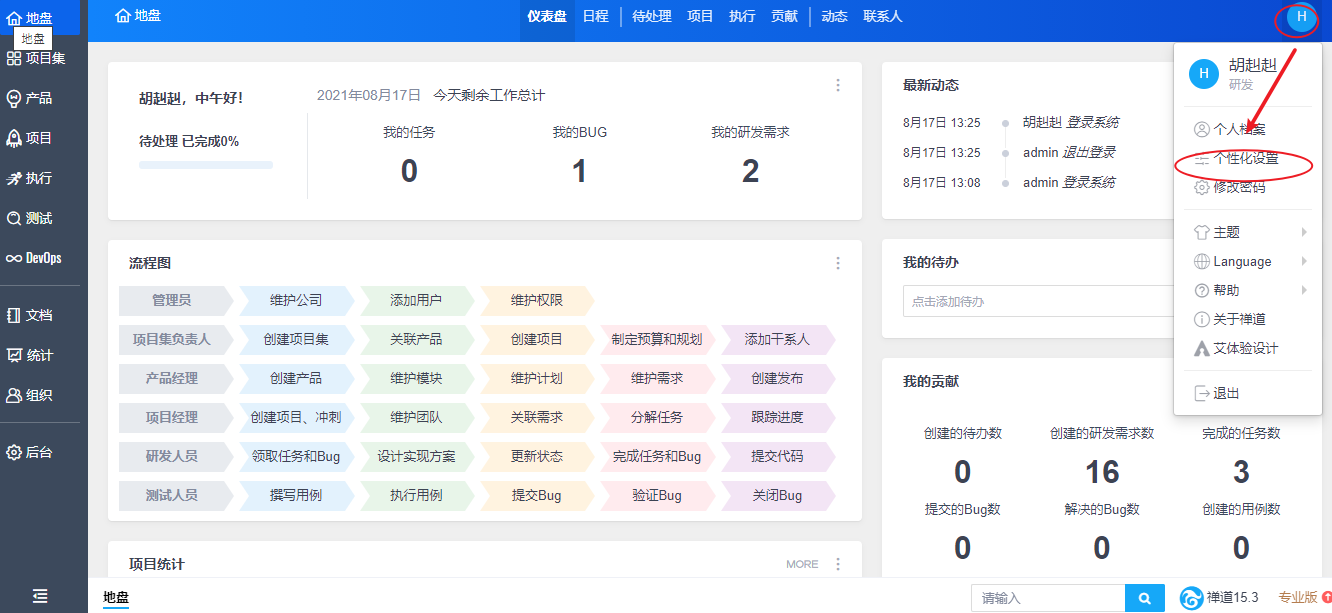 地盘
地盘
项目集
产品
项目
执行
测试
DevOps
文档
统计
组织
后台
地盘
仪表盘 日程 待处理 项目 执行 贡献 动态 联系人
H
胡赳赳，中午好！
待处理 已完成0%
2021年08月17日 今天剩余工作总计
我的任务 我的BUG 我的研发需求
0 1 2
流程图
管理员 维护公司 添加用户 维护权限
项目集负责人 创建项目集 关联产品 创建项目 制定预算和规划 添加干系人
产品经理 创建产品 维护模块 维护计划 维护需求 创建发布
项目经理 创建项目、冲刺 维护团队 关联需求 分解任务 跟踪进度
研发人员 领取任务和Bug 设计实现方案 更新状态 完成任务和Bug 提交代码
测试人员 撰写用例 执行用例 提交Bug 验证Bug 关闭Bug
项目统计 MORE
最新动态
8月17日 13:25 胡赳赳 登录系统
8月17日 13:25 admin 退出登录
8月17日 13:08 admin 登录系统
我的待办
点击添加待办
我的贡献
创建的待办数 创建的研发需求数 完成的任务数
0 16 3
提交的Bug数 解决的Bug数 创建的用例数
0 0 0
H 胡赳赳
研发
个人档案
个性化设置
修改密码
主题
Language
帮助
关于禅道
艾体验设计
退出
地盘
请输入
禅道15.3 专业版